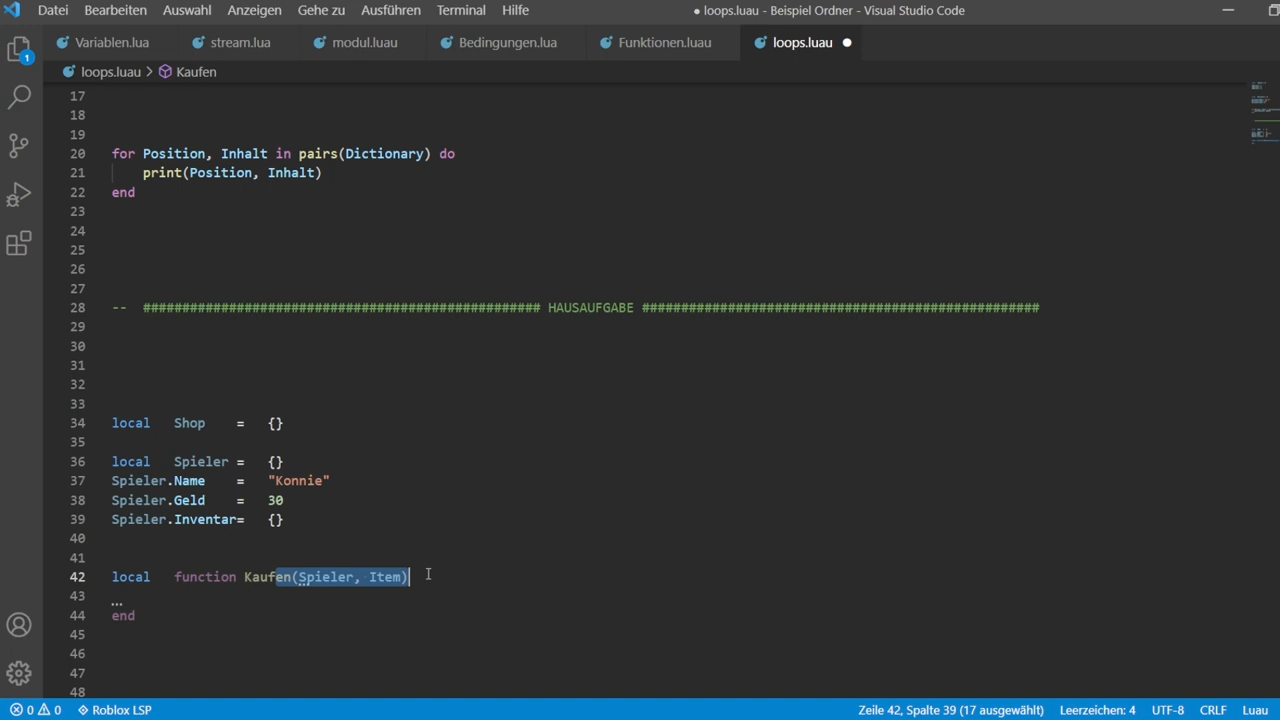 Datei Bearbeiten Auswahl Anzeigen Gehe zu Ausführen Terminal Hilfe ● loops.luau - Beispiel Ordner - Visual Studio Code
Variablen.lua stream.lua modul.luau Bedingungen.lua Funktionen.luau loops.luau
1
loops.luau > Kaufen
17
18
19
20 for Position, Inhalt in pairs(Dictionary) do
21 print(Position, Inhalt)
22 end
23
24
25
26
27
28 -- ################################################### HAUSAUFGABE ###################################################
29
30
31
32
33
34 local Shop = {}
35
36 local Spieler = {}
37 Spieler.Name = "Konnie"
38 Spieler.Geld = 30
39 Spieler.Inventar= {}
40
41
42 local function Kaufen(Spieler, Item)
43
44 end
45
46
47
48
0 0 Roblox LSP Zeile 42, Spalte 39 (17 ausgewählt) Leerzeichen: 4 UTF-8 CRLF Luau